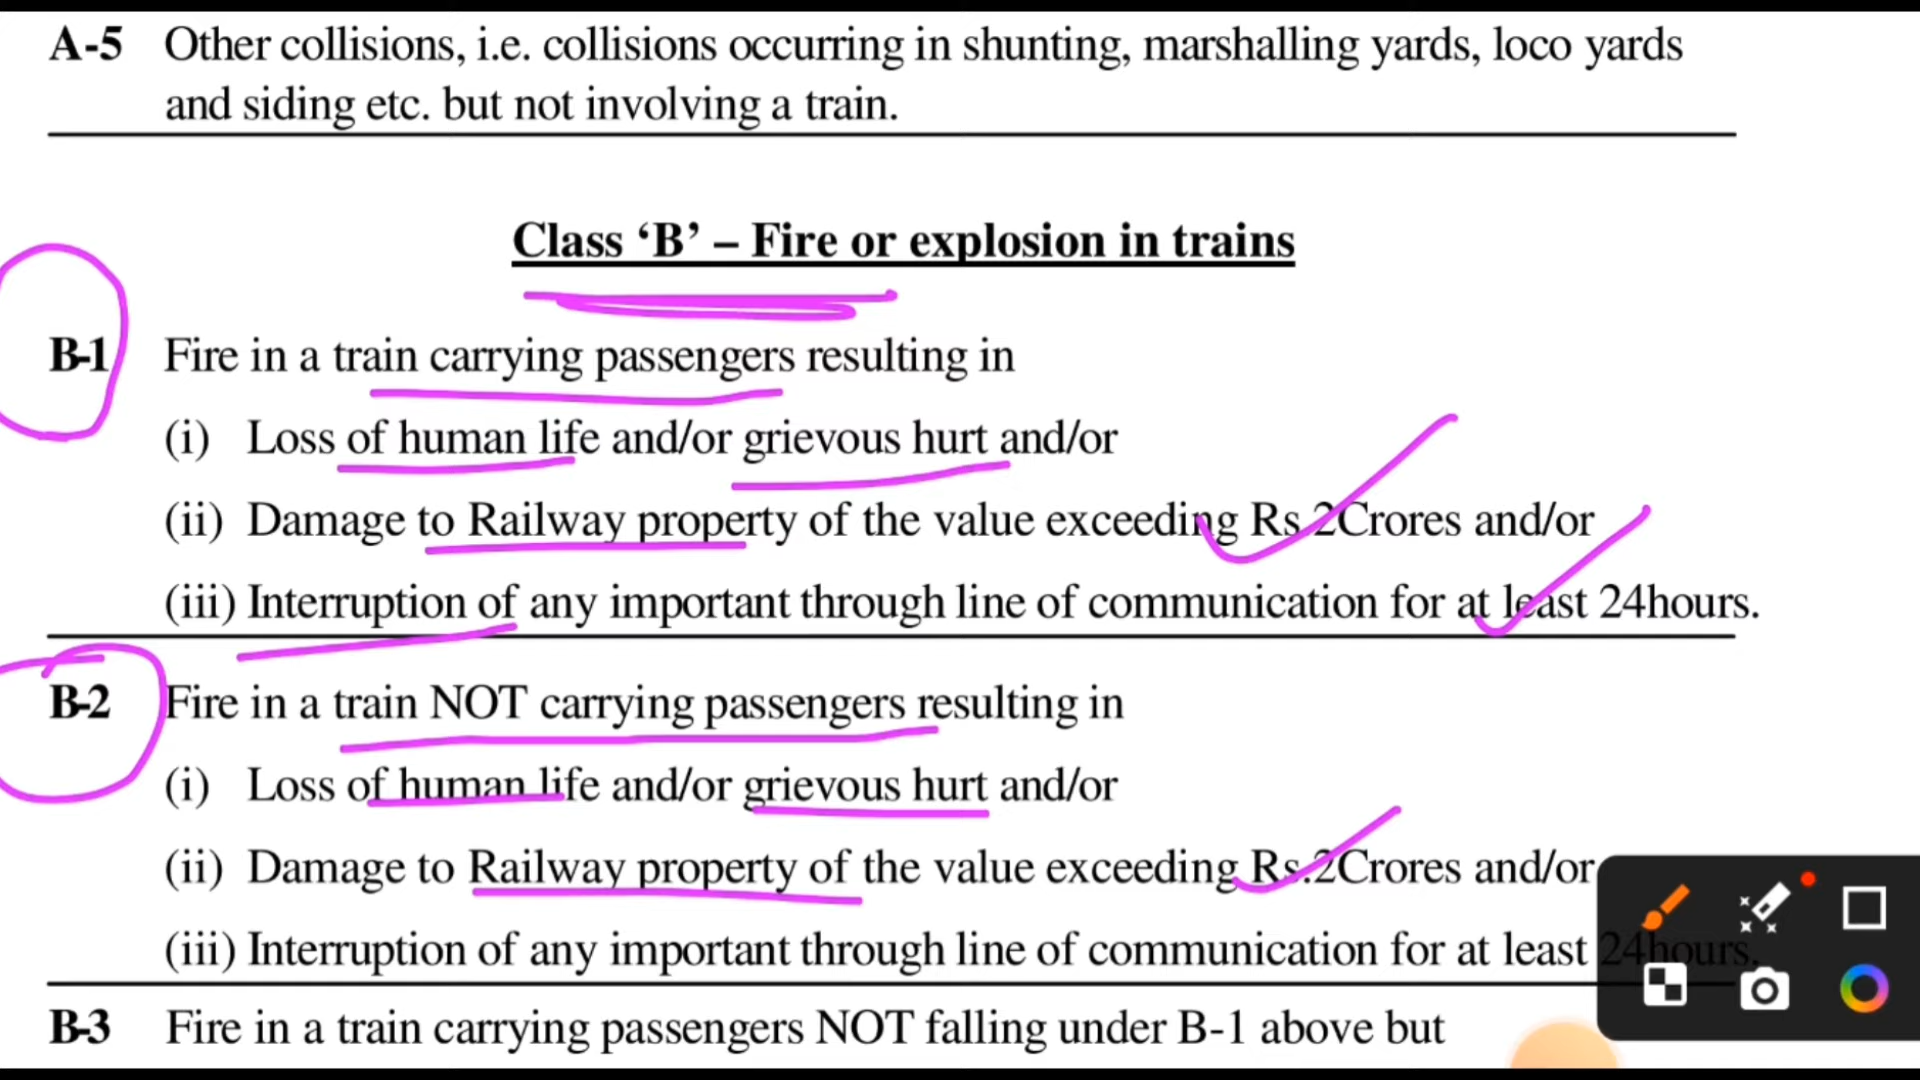 A-5 Other collisions, i.e. collisions occurring in shunting, marshalling yards, loco yards
and siding etc. but not involving a train.
Class ‘B’ – Fire or explosion in trains
B-1 Fire in a train carrying passengers resulting in
(i) Loss of human life and/or grievous hurt and/or
(ii) Damage to Railway property of the value exceeding Rs.2Crores and/or
(iii) Interruption of any important through line of communication for at least 24hours.
B-2 Fire in a train NOT carrying passengers resulting in
(i) Loss of human life and/or grievous hurt and/or
(ii) Damage to Railway property of the value exceeding Rs.2Crores and/or
(iii) Interruption of any important through line of communication for at least 24hours.
B-3 Fire in a train carrying passengers NOT falling under B-1 above but